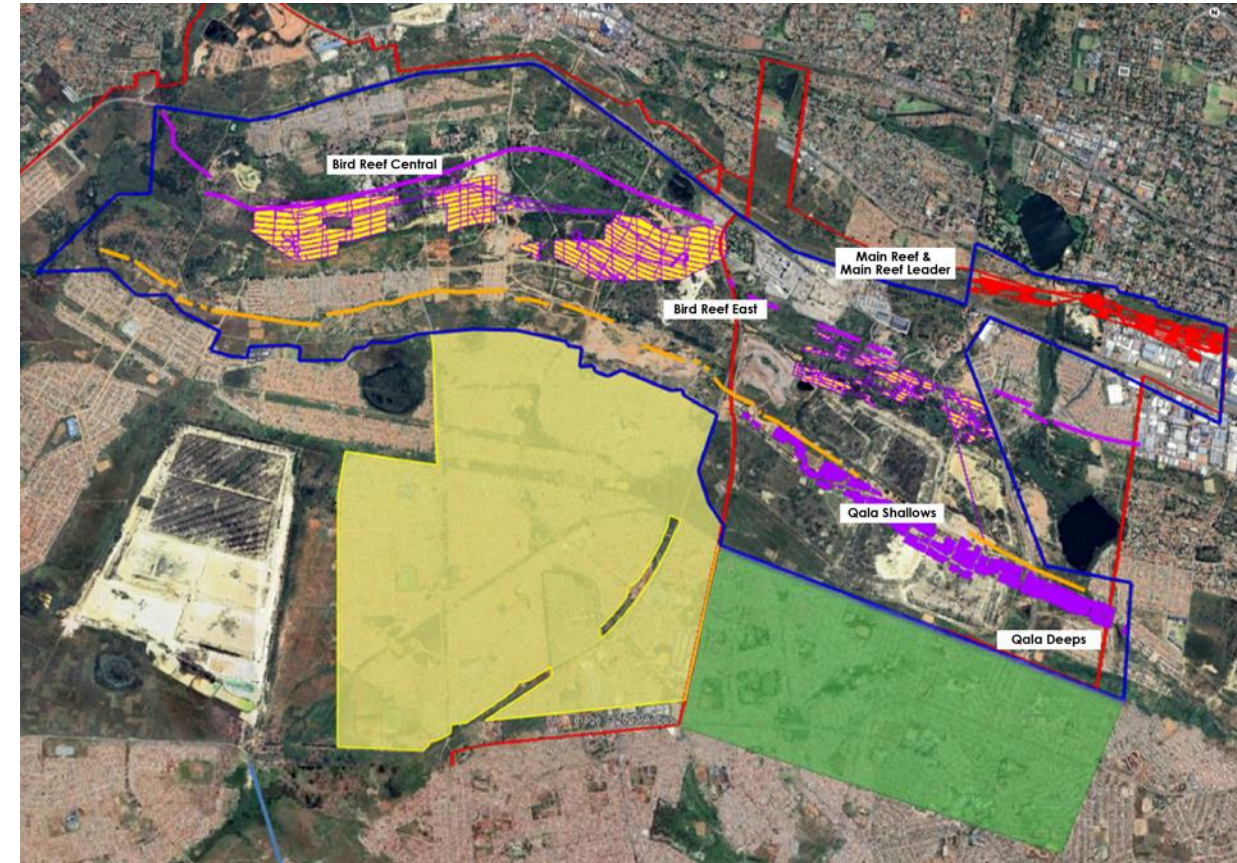 N
Bird Reef Central
Main Reef &
Main Reef Leader
Bird Reef East
Qala Shallows
Qala Deeps